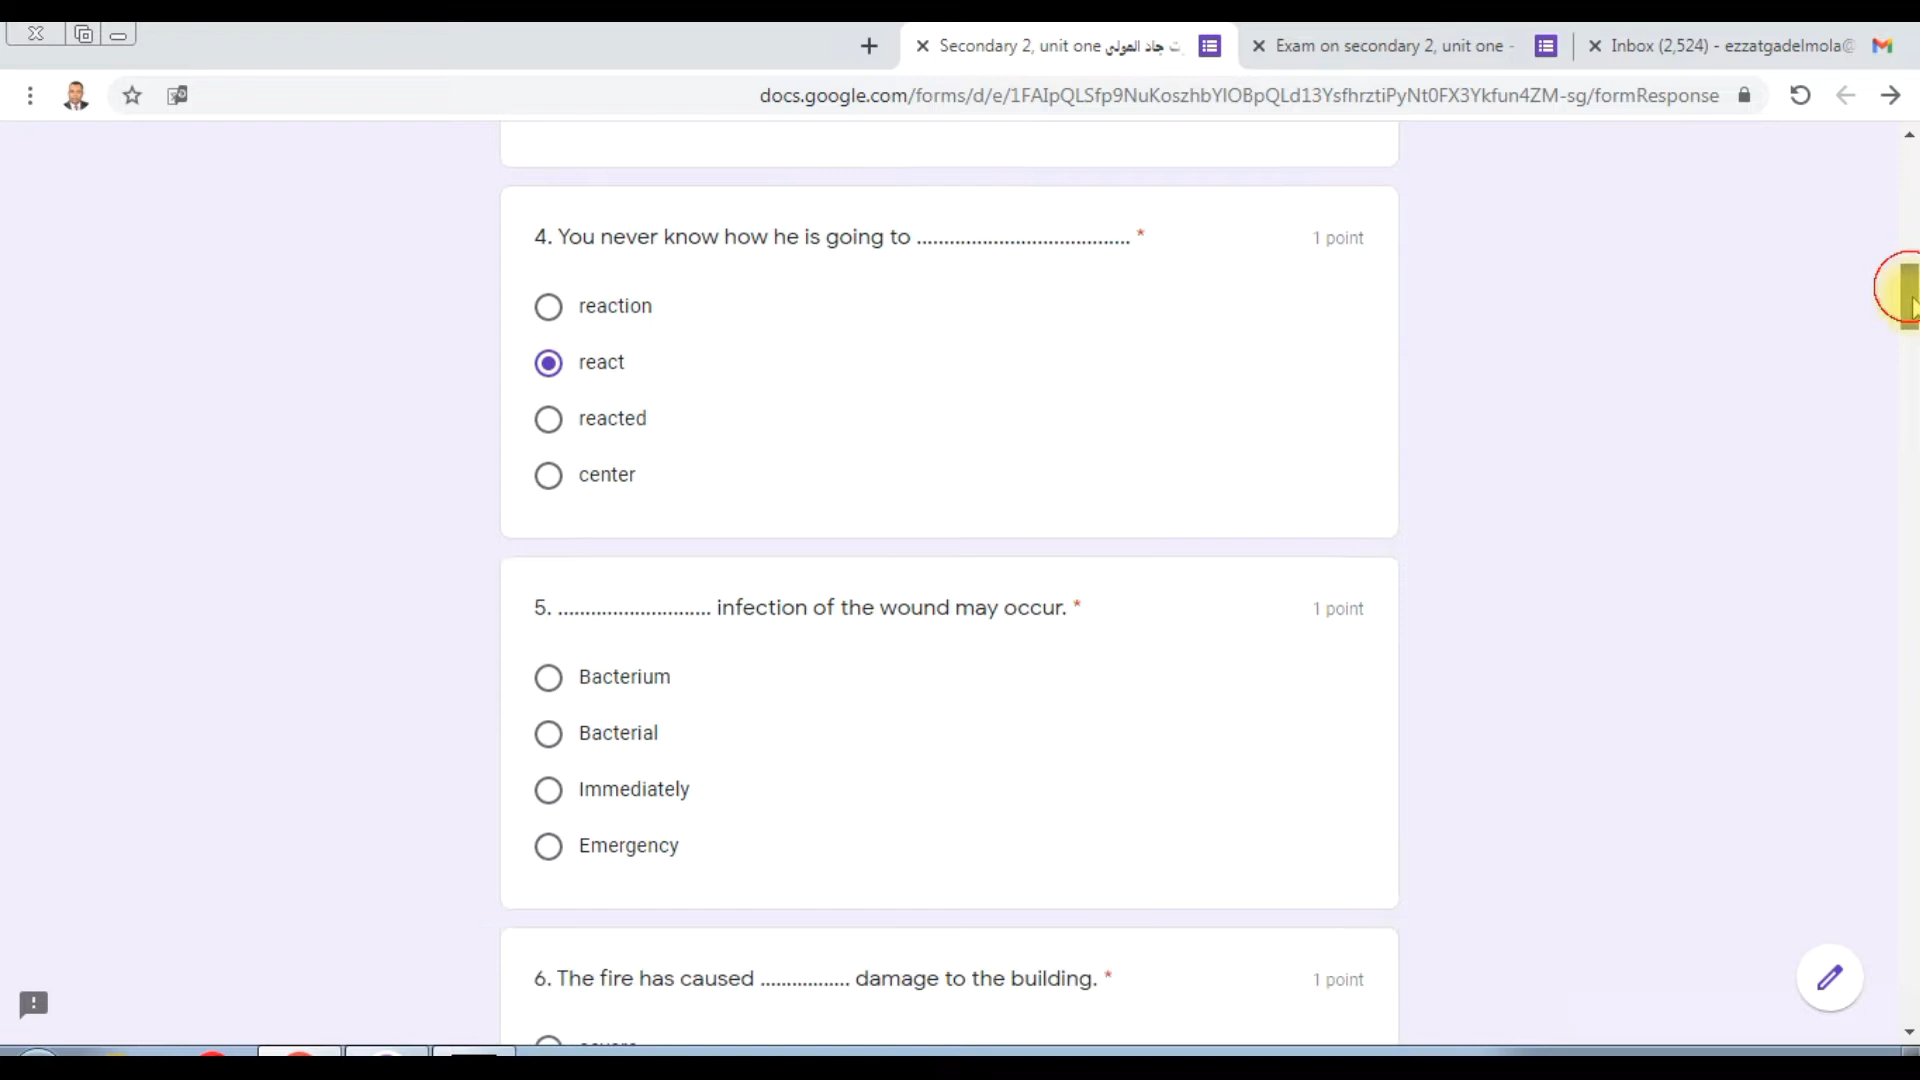 Secondary 2, unit one ت جاد المولي
Exam on secondary 2, unit one -
Inbox (2,524) - ezzatgadelmola@
docs.google.com/forms/d/e/1FAIpQLSfp9NuKoszhbYlOBpQLd13YsfhrztiPyNt0FX3Ykfun4ZM-sg/formResponse
4. You never know how he is going to ....................................... *
1 point
reaction
react
reacted
center
5. ............................ infection of the wound may occur. *
1 point
Bacterium
Bacterial
Immediately
Emergency
6. The fire has caused ................ damage to the building. *
1 point